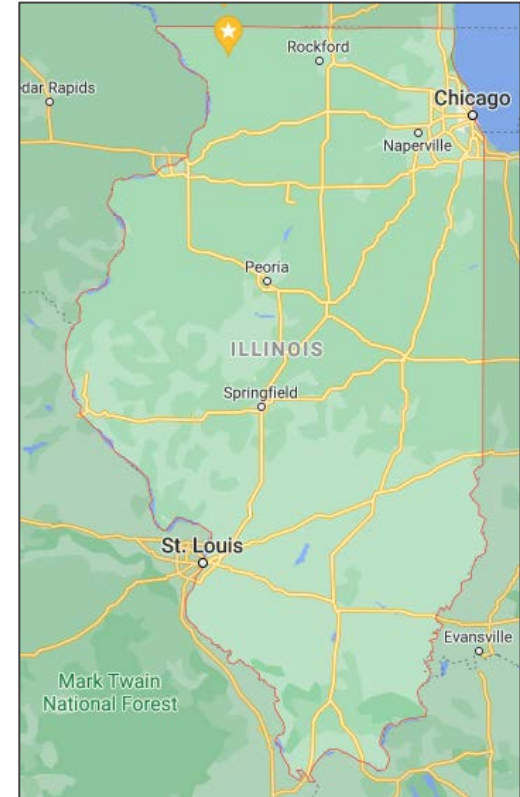 Rockford
dar Rapids
Chicago
Naperville
Peoria
ILLINOIS
Springfield
St. Louis
Evansville
Mark Twain
National Forest